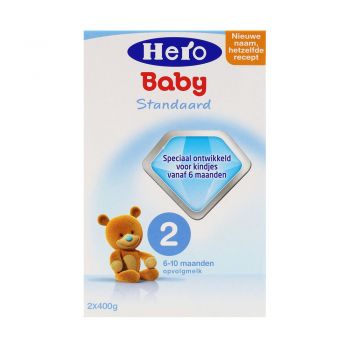 Nieuwe
naam,
hetzelfde
recept
Hero
Baby
Standaard
Speciaal ontwikkeld
voor kindjes
vanaf 6 maanden
2
6-10 maanden
opvolgmelk
2x400g